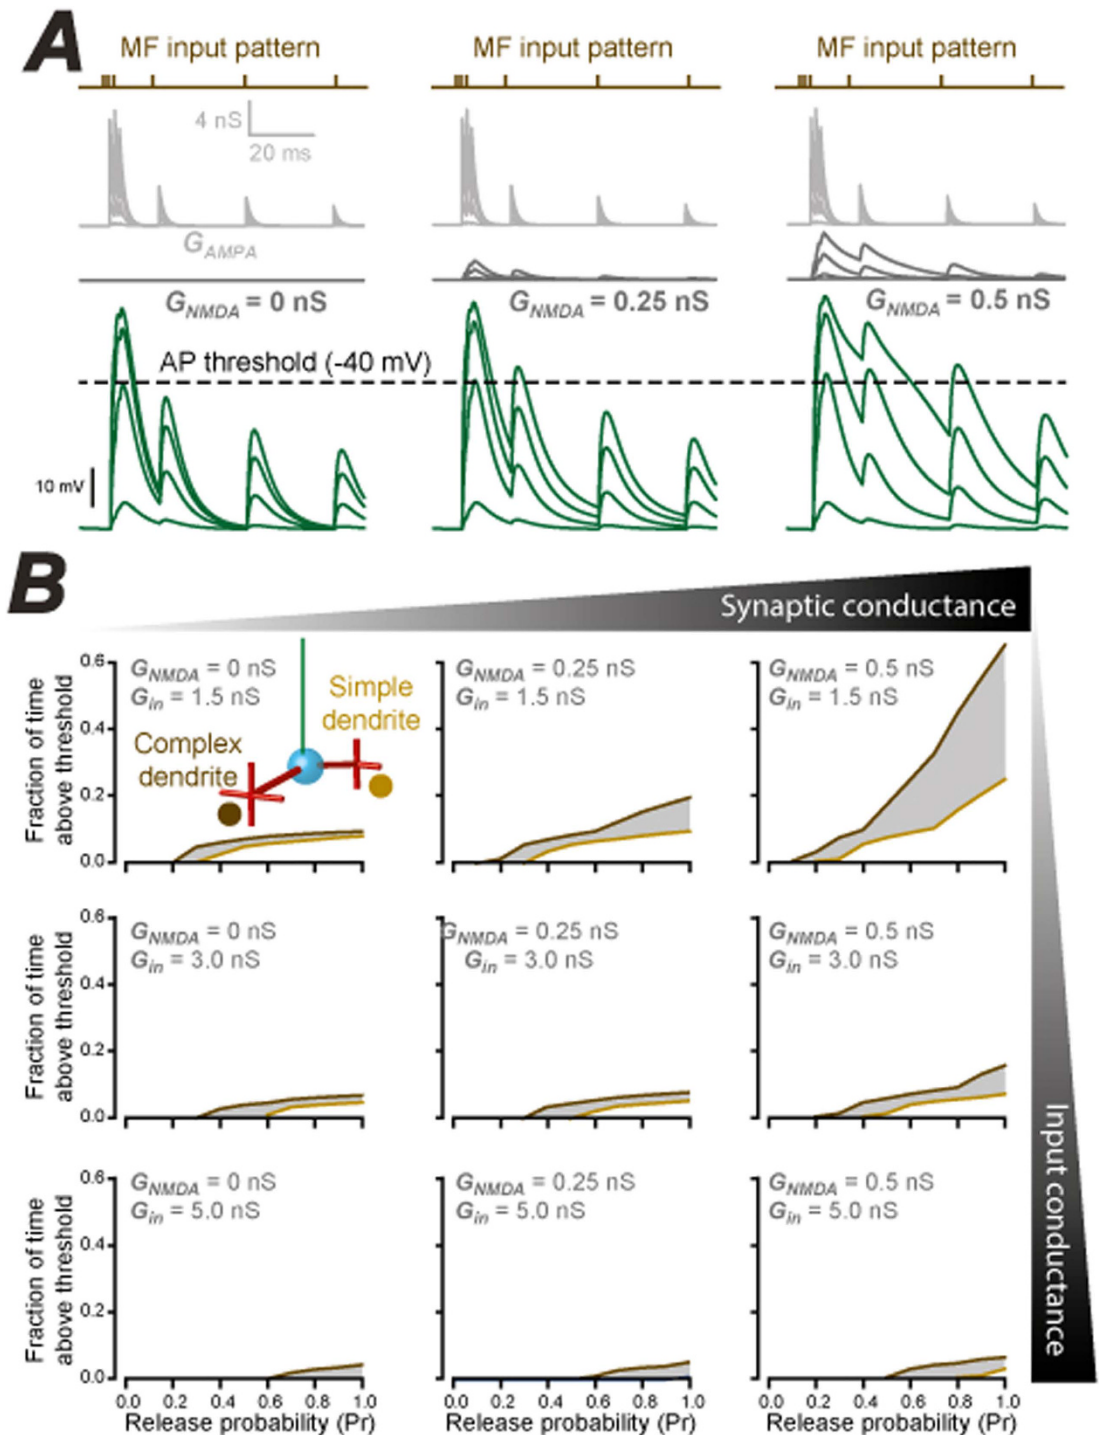 A
MF input pattern MF input pattern MF input pattern
4 nS
20 ms
GAMPA
GNMDA = 0 nS GNMDA = 0.25 nS GNMDA = 0.5 nS
AP threshold (-40 mV)
10 mV
B
Synaptic conductance
Fraction of time
above threshold
0.6
0.4
0.2
0.0
GNMDA = 0 nS
Gin = 1.5 nS
Simple
dendrite
Complex
dendrite
GNMDA = 0.25 nS
Gin = 1.5 nS
GNMDA = 0.5 nS
Gin = 1.5 nS
Fraction of time
above threshold
0.6
0.4
0.2
0.0
GNMDA = 0 nS
Gin = 3.0 nS
GNMDA = 0.25 nS
Gin = 3.0 nS
GNMDA = 0.5 nS
Gin = 3.0 nS
Input conductance
Fraction of time
above threshold
0.6
0.4
0.2
0.0
GNMDA = 0 nS
Gin = 5.0 nS
GNMDA = 0.25 nS
Gin = 5.0 nS
GNMDA = 0.5 nS
Gin = 5.0 nS
0.0 0.2 0.4 0.6 0.8 1.0 0.0 0.2 0.4 0.6 0.8 1.0 0.0 0.2 0.4 0.6 0.8 1.0
Release probability (Pr) Release probability (Pr) Release probability (Pr)